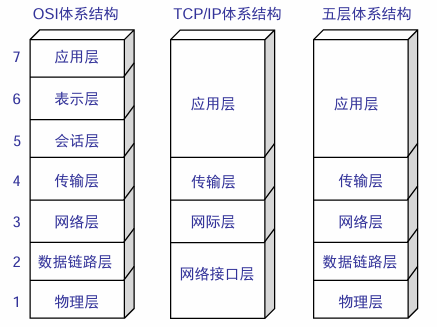 OSI体系结构 TCP/IP体系结构 五层体系结构
7 应用层
6 表示层
5 会话层
4 传输层
3 网络层
2 数据链路层
1 物理层
应用层
传输层
网际层
网络接口层
应用层
传输层
网络层
数据链路层
物理层